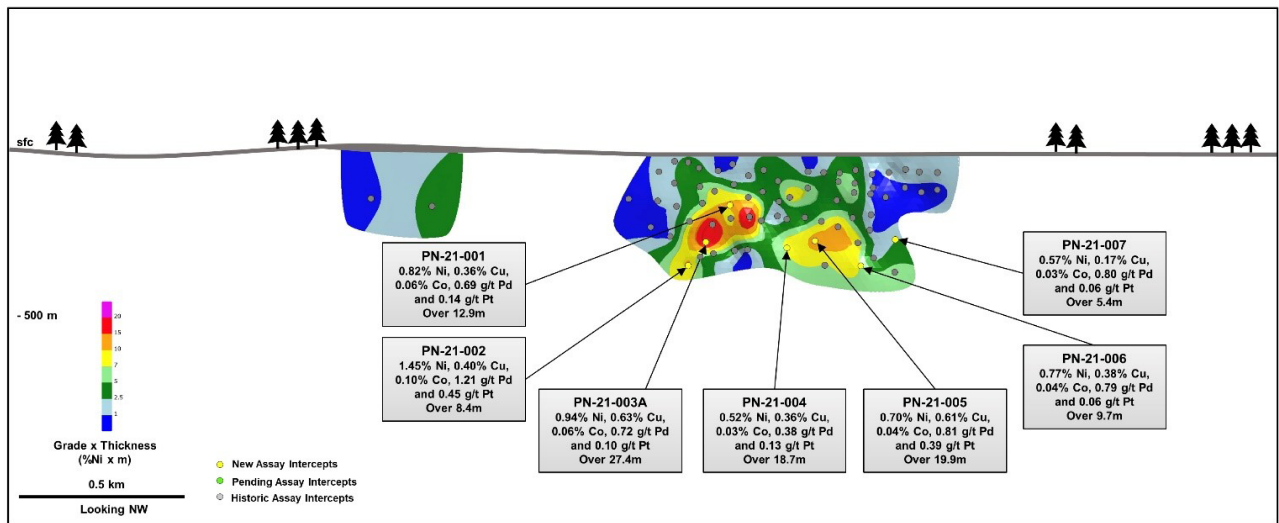 sfc
PN-21-001
0.82% Ni, 0.36% Cu,
0.06% Co, 0.69 g/t Pd
and 0.14 g/t Pt
Over 12.9m
PN-21-007
0.57% Ni, 0.17% Cu,
0.03% Co, 0.80 g/t Pd
and 0.06 g/t Pt
Over 5.4m
- 500 m
20
15
10
7
5
2.5
1
PN-21-002
1.45% Ni, 0.40% Cu,
0.10% Co, 1.21 g/t Pd
and 0.45 g/t Pt
Over 8.4m
PN-21-006
0.77% Ni, 0.38% Cu,
0.04% Co, 0.79 g/t Pd
and 0.06 g/t Pt
Over 9.7m
PN-21-003A
0.94% Ni, 0.63% Cu,
0.06% Co, 0.72 g/t Pd
and 0.10 g/t Pt
Over 27.4m
PN-21-004
0.52% Ni, 0.36% Cu,
0.03% Co, 0.38 g/t Pd
and 0.13 g/t Pt
Over 18.7m
PN-21-005
0.70% Ni, 0.61% Cu,
0.04% Co, 0.81 g/t Pd
and 0.39 g/t Pt
Over 19.9m
Grade x Thickness
(%Ni x m)
0.5 km
Looking NW
New Assay Intercepts
Pending Assay Intercepts
Historic Assay Intercepts